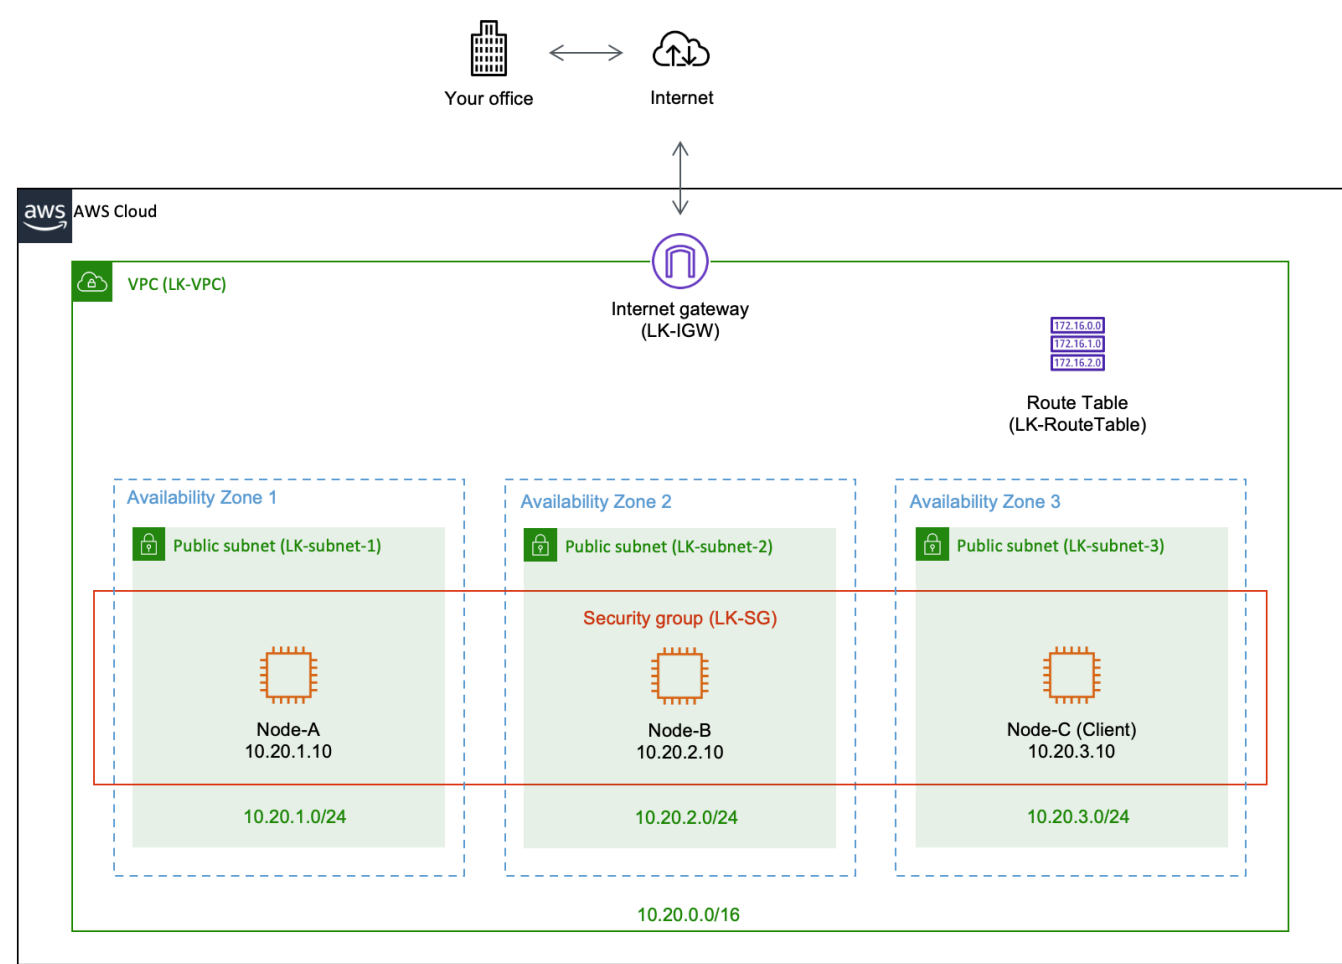 Your office
Internet
aws
AWS Cloud
VPC (LK-VPC)
Internet gateway
(LK-IGW)
172.16.0.0
172.16.1.0
172.16.2.0
Route Table
(LK-RouteTable)
Availability Zone 1
Availability Zone 2
Availability Zone 3
Public subnet (LK-subnet-1)
Public subnet (LK-subnet-2)
Public subnet (LK-subnet-3)
Security group (LK-SG)
Node-A
10.20.1.10
Node-B
10.20.2.10
Node-C (Client)
10.20.3.10
10.20.1.0/24
10.20.2.0/24
10.20.3.0/24
10.20.0.0/16